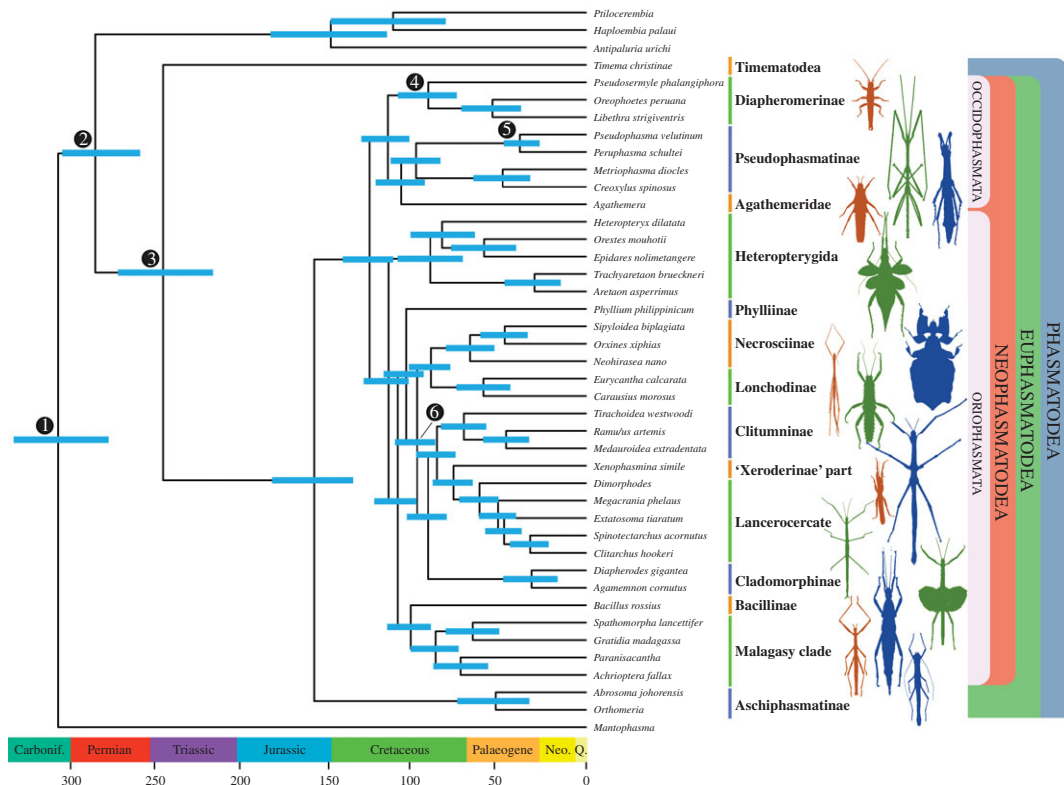 Ptilocerembia
Haploembia palaui
Antipaluria urichi
Timema christinae
Pseudosermyle phalangiphora
Oreophoetes peruana
Libethra strigiventris
Pseudophasma velutinum
Peruphasma schultei
Metriophasma diocles
Creoxylus spinosus
Agathemera
Heteropteryx dilatata
Orestes mouhotii
Epidares nolimetangere
Trachyaretaon brueckneri
Aretaon asperrimus
Phyllium philippinicum
Sipyloidea biplagiata
Orxines xiphias
Neohirasea nano
Eurycantha calcarata
Carausius morosus
Tirachoidea westwoodi
Ramulus artemis
Medauroidea extradentata
Xenophasmina simile
Dimorphodes
Megacrania phelaus
Extatosoma tiaratum
Spinotectarchus acornutus
Clitarchus hookeri
Diapherodes gigantea
Agamemnon cornutus
Bacillus rossius
Spathomorpha lancettifer
Gratidia madagassa
Paranisacantha
Achrioptera fallax
Abrosoma johorensis
Orthomeria
Mantophasma
1
2
3
4
5
6
Timematodea
Diapheromerinae
Pseudophasmatinae
Agathemeridae
Heteropterygida
Phylliinae
Necrosciinae
Lonchodinae
Clitumninae
'Xeroderinae' part
Lancerocercate
Cladomorphinae
Bacillinae
Malagasy clade
Aschiphasmatinae
OCCIDOPHASMATA
ORIOPHASMATA
NEOPHASMATODEA
EUPHASMATODEA
PHASMATODEA
Carbonif. Permian Triassic Jurassic Cretaceous Palaeogene Neo. Q.
300 250 200 150 100 50 0